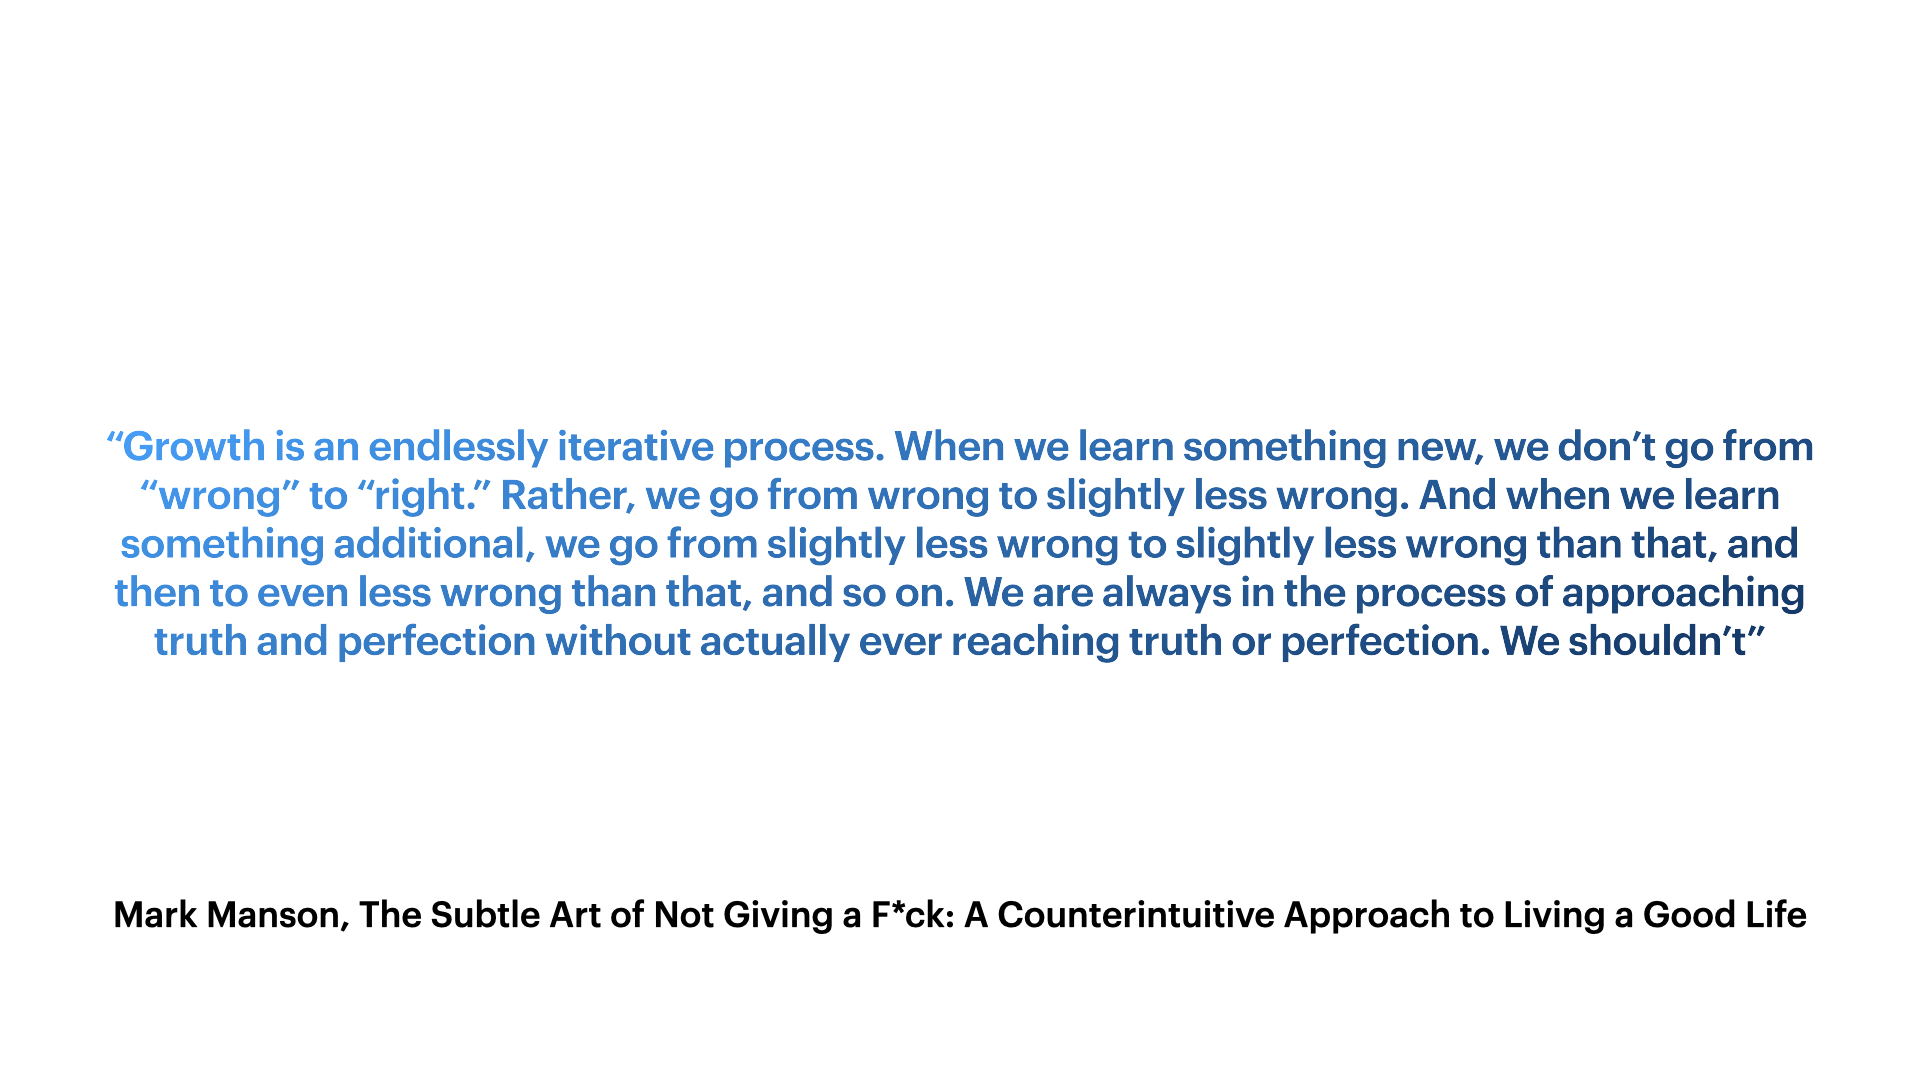 “Growth is an endlessly iterative process. When we learn something new, we don’t go from
“wrong” to “right.” Rather, we go from wrong to slightly less wrong. And when we learn
something additional, we go from slightly less wrong to slightly less wrong than that, and
then to even less wrong than that, and so on. We are always in the process of approaching
truth and perfection without actually ever reaching truth or perfection. We shouldn’t”
Mark Manson, The Subtle Art of Not Giving a F*ck: A Counterintuitive Approach to Living a Good Life